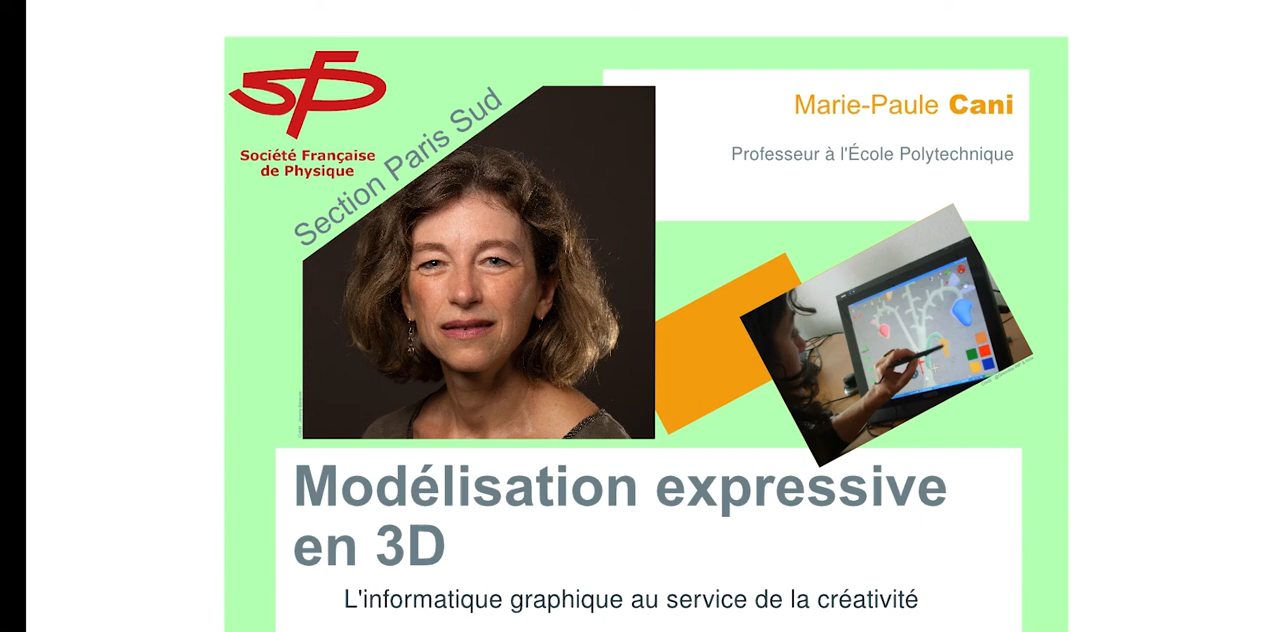 Société Française
de Physique
Section Paris Sud
Marie-Paule Cani
Professeur à l'École Polytechnique
Modélisation expressive
en 3D
L'informatique graphique au service de la créativité